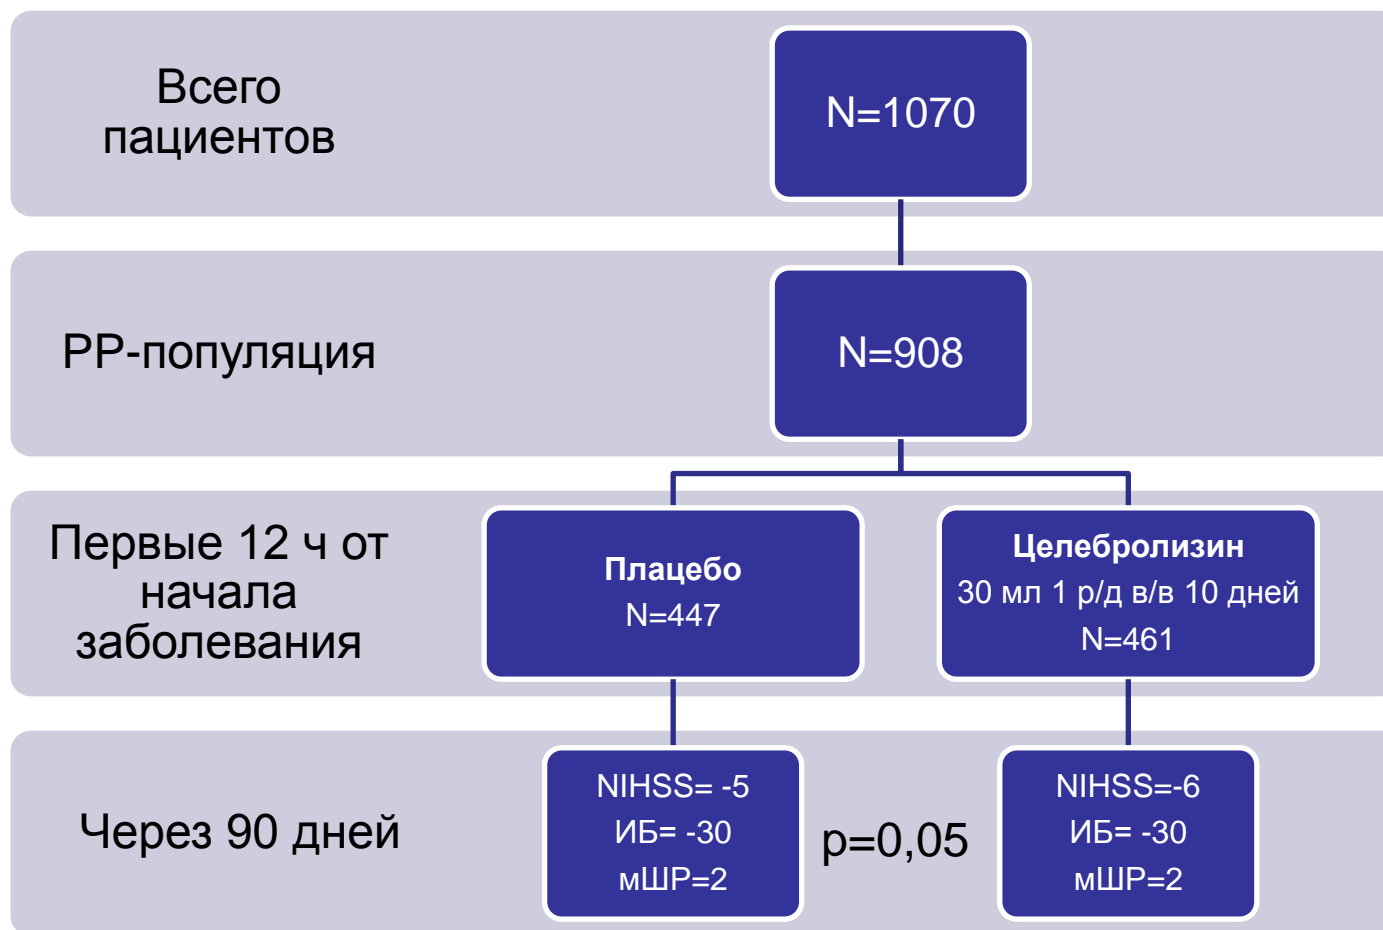 Всего
пациентов
N=1070
PP-популяция
N=908
Первые 12 ч от
начала
заболевания
Плацебо
N=447
Целебролизин
30 мл 1 р/д в/в 10 дней
N=461
Через 90 дней
NIHSS= -5
ИБ= -30
мШР=2
p=0,05
NIHSS=-6
ИБ= -30
мШР=2